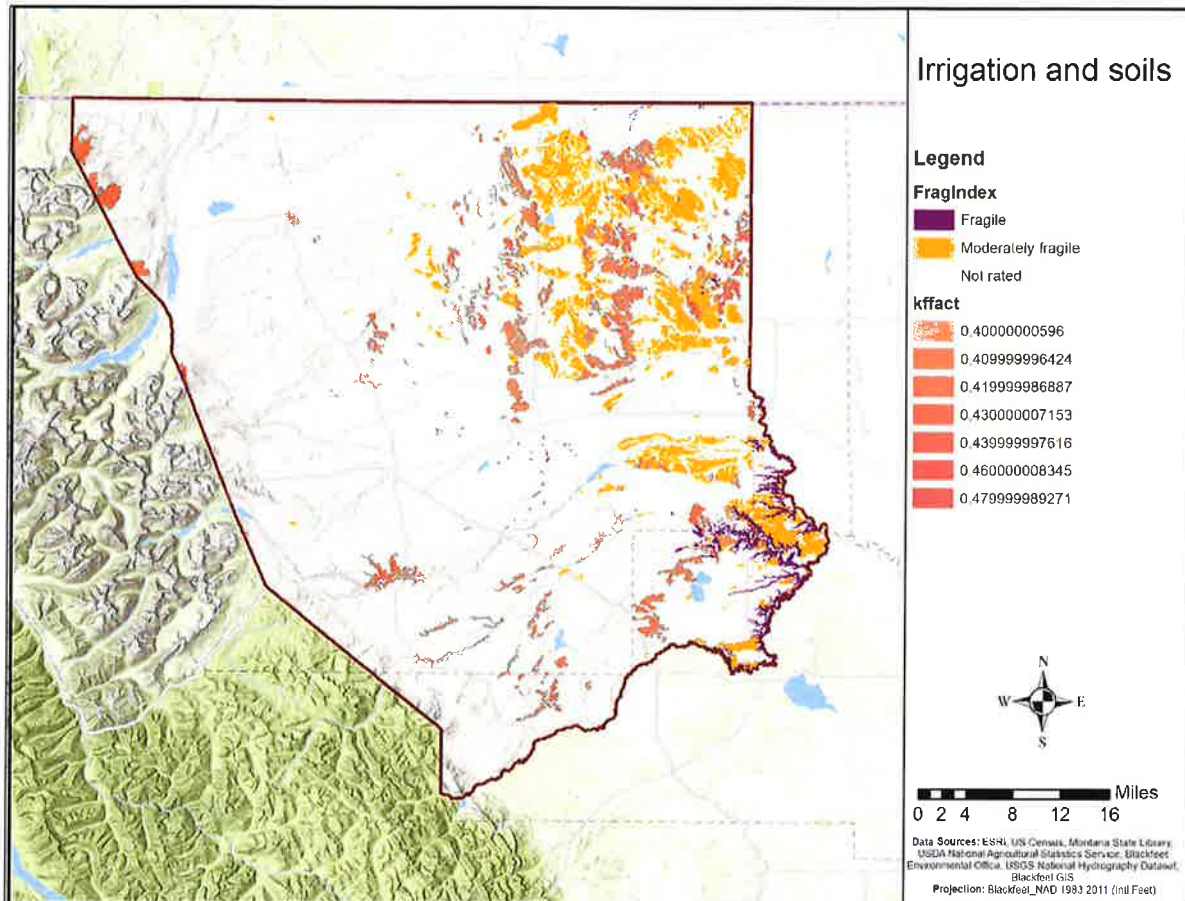 Irrigation and soils
Legend
FragIndex
Fragile
Moderately fragile
Not rated
kffact
0.40000000596
0.409999996424
0.419999986887
0.430000007153
0.439999997616
0.460000008345
0.479999989271
N
W E
S
Miles
0 2 4 8 12 16
Data Sources: ESRI, US Census, Montana State Library,
USDA National Agricultural Statistics Service, Blackfeet
Environmental Office, USGS National Hydrography Dataset,
Blackfeet GIS
Projection: Blackfeet_NAD 1983 2011 (Intl Feet)